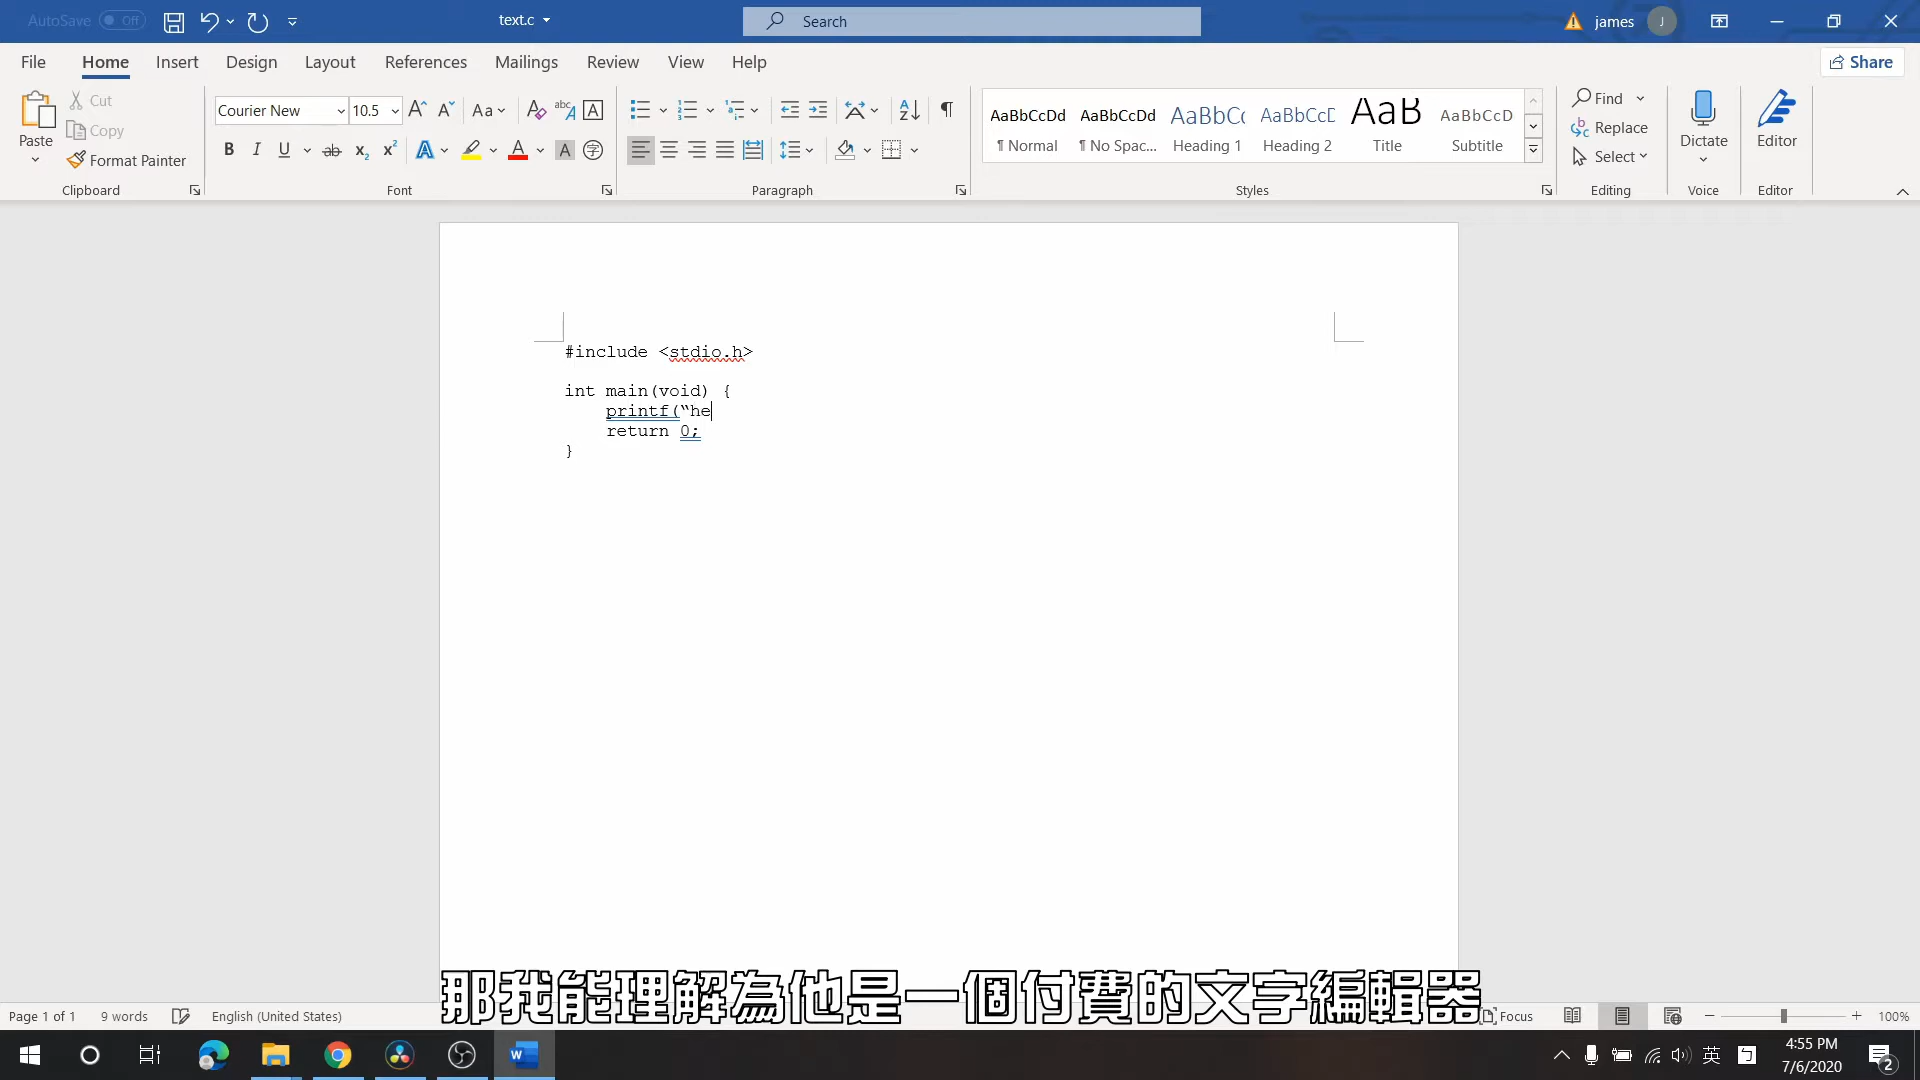 AutoSave Off
text.c
Search
james
J
File Home Insert Design Layout References Mailings Review View Help
Share
Paste
Cut
Copy
Format Painter
Clipboard
Courier New 10.5
Aa
Font
Paragraph
AaBbCcDd AaBbCcDd AaBbCc AaBbCcD AaB AaBbCcD
¶ Normal ¶ No Spac... Heading 1 Heading 2 Title Subtitle
Styles
Find
Replace
Select
Editing
Dictate
Voice
Editor
Editor
#include <stdio.h>
int main(void) {
printf(“he
return 0;
}
那我能理解為他是一個付費的文字編輯器
Page 1 of 1 9 words English (United States)
Focus
100%
英
4:55 PM
7/6/2020
2